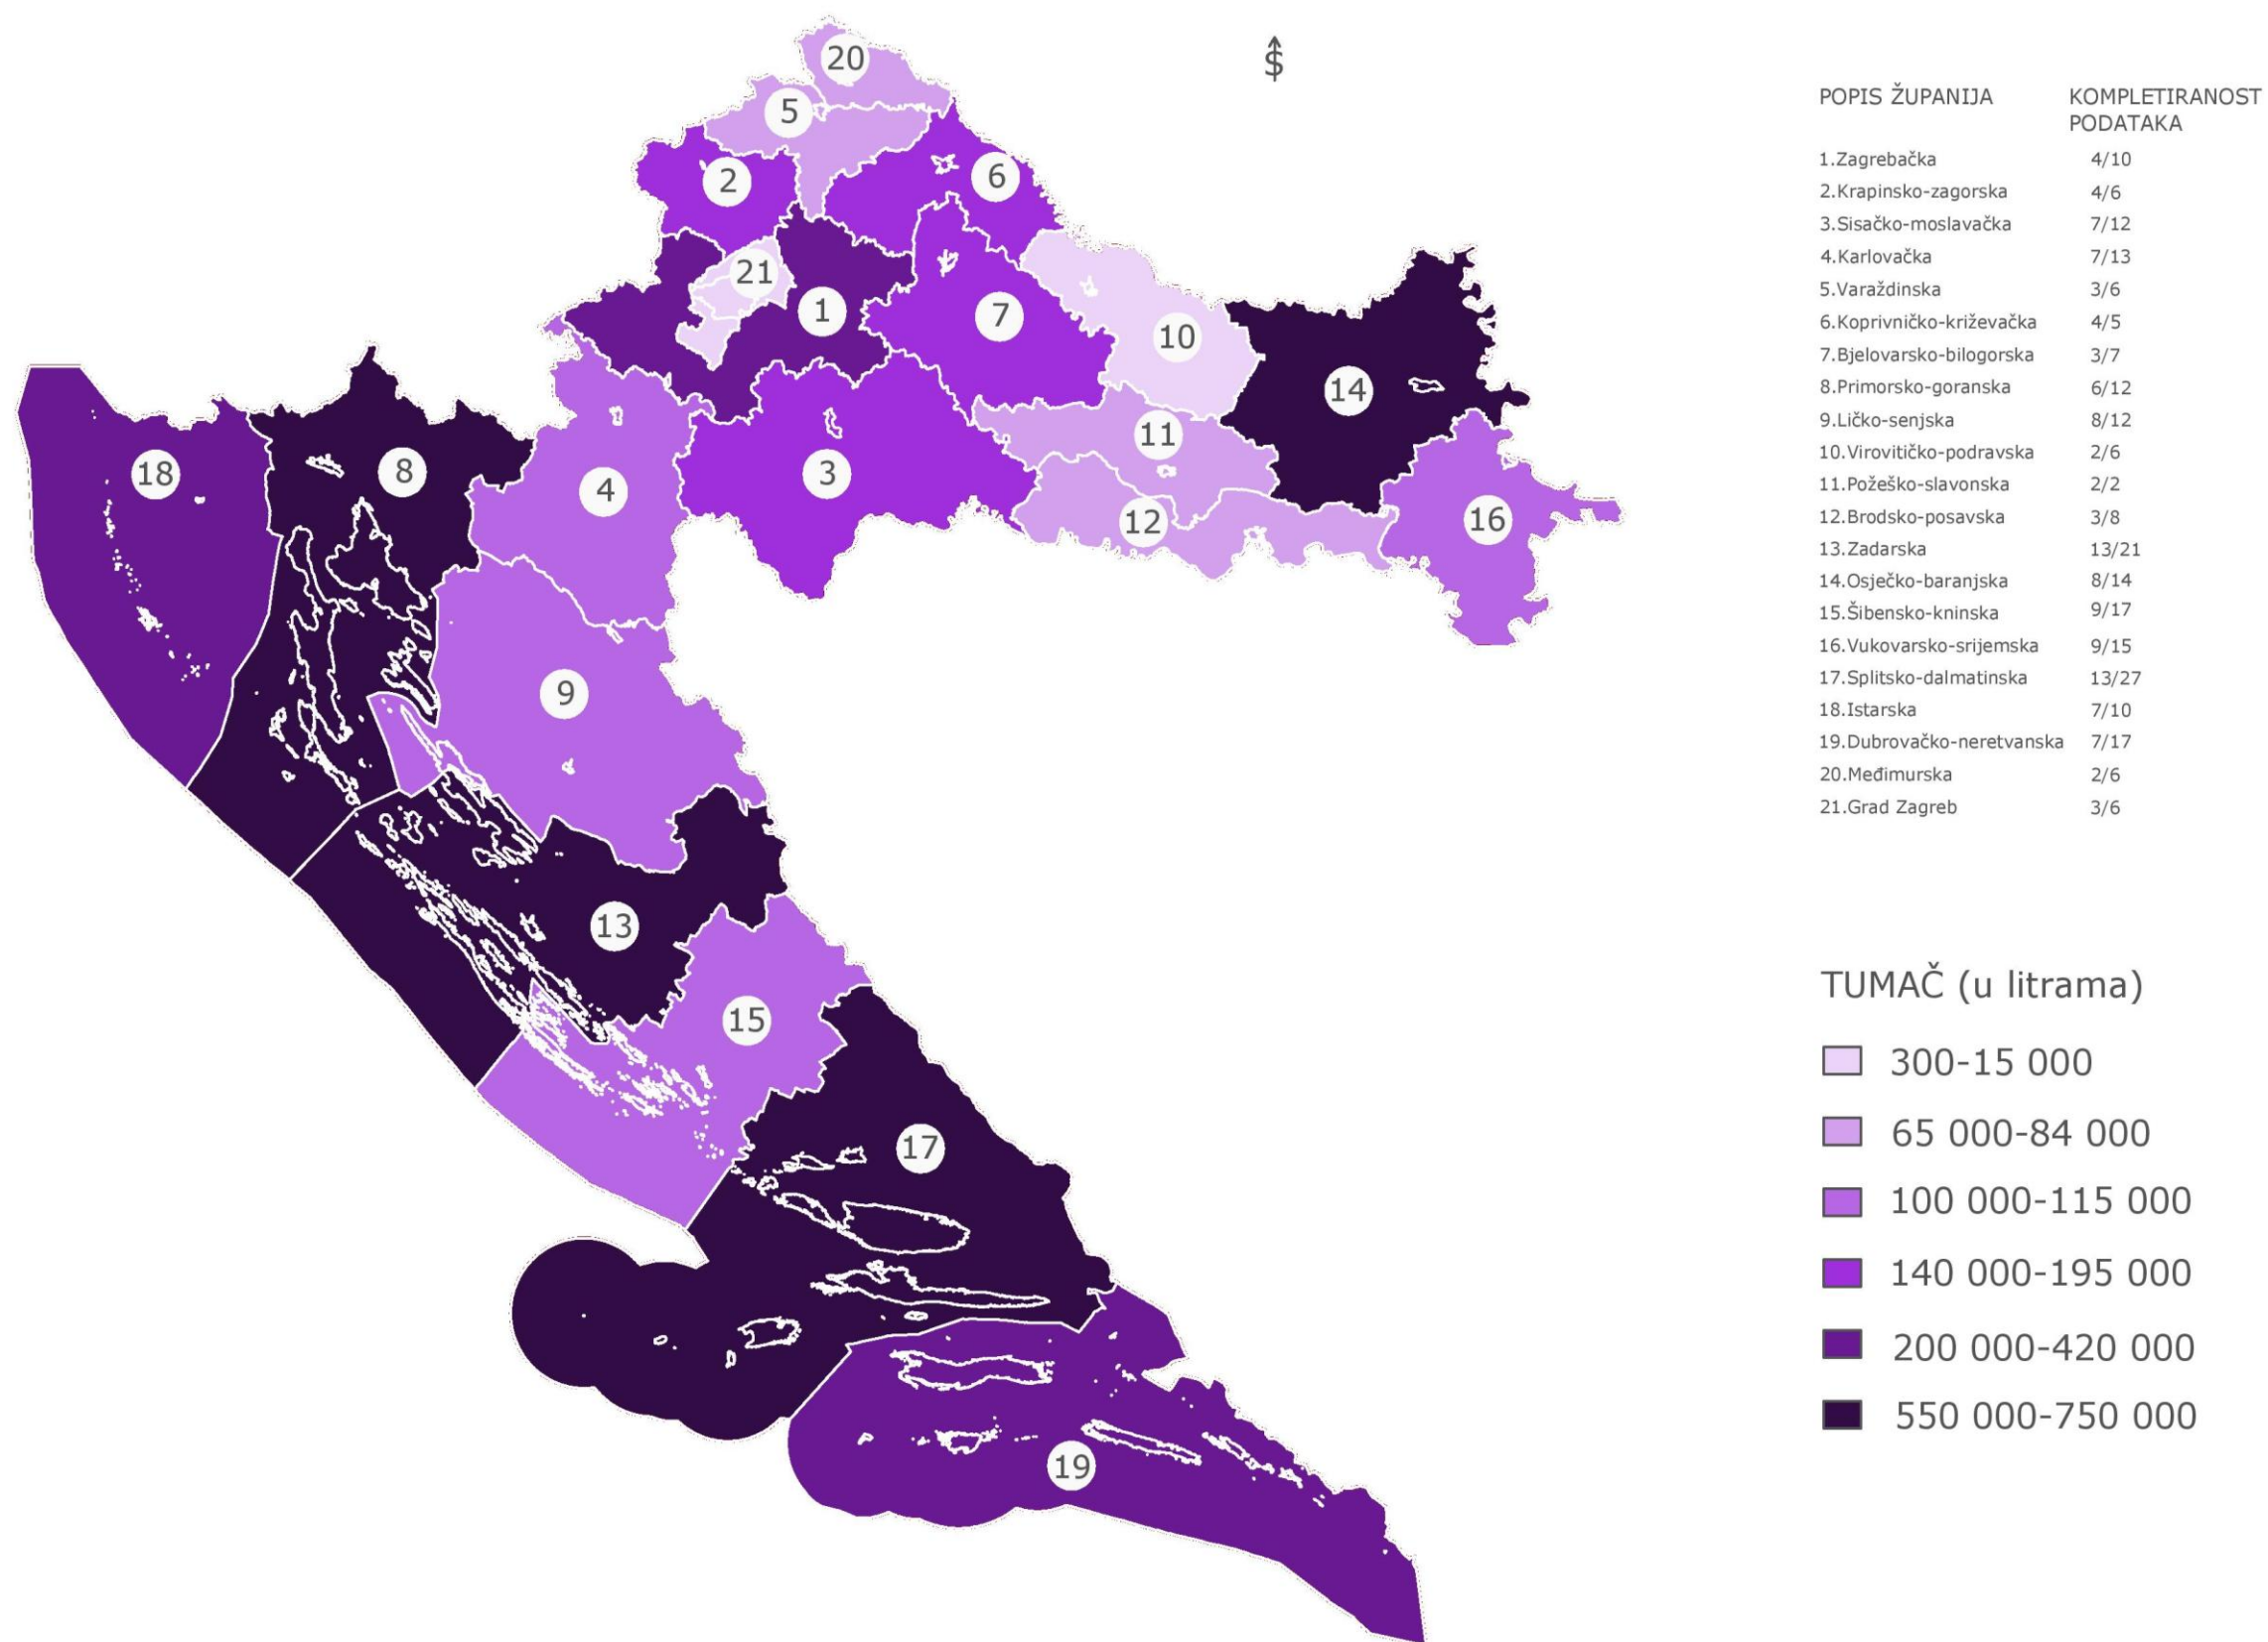 POPIS ŽUPANIJA KOMPLETIRANOST
PODATAKA
1.Zagrebačka 4/10
2.Krapinsko-zagorska 4/6
3.Sisačko-moslavačka 7/12
4.Karlovačka 7/13
5.Varaždinska 3/6
6.Koprivničko-križevačka 4/5
7.Bjelovarsko-bilogorska 3/7
8.Primorsko-goranska 6/12
9.Ličko-senjska 8/12
10.Virovitičko-podravska 2/6
11.Požeško-slavonska 2/2
12.Brodsko-posavska 3/8
13.Zadarska 13/21
14.Osječko-baranjska 8/14
15.Šibensko-kninska 9/17
16.Vukovarsko-srijemska 9/15
17.Splitsko-dalmatinska 13/27
18.Istarska 7/10
19.Dubrovačko-neretvanska 7/17
20.Međimurska 2/6
21.Grad Zagreb 3/6
TUMAČ (u litrama)
300-15 000
65 000-84 000
100 000-115 000
140 000-195 000
200 000-420 000
550 000-750 000
20
5
2
6
21
1
7
10
14
11
18
8
4
3
12
16
9
13
15
17
19